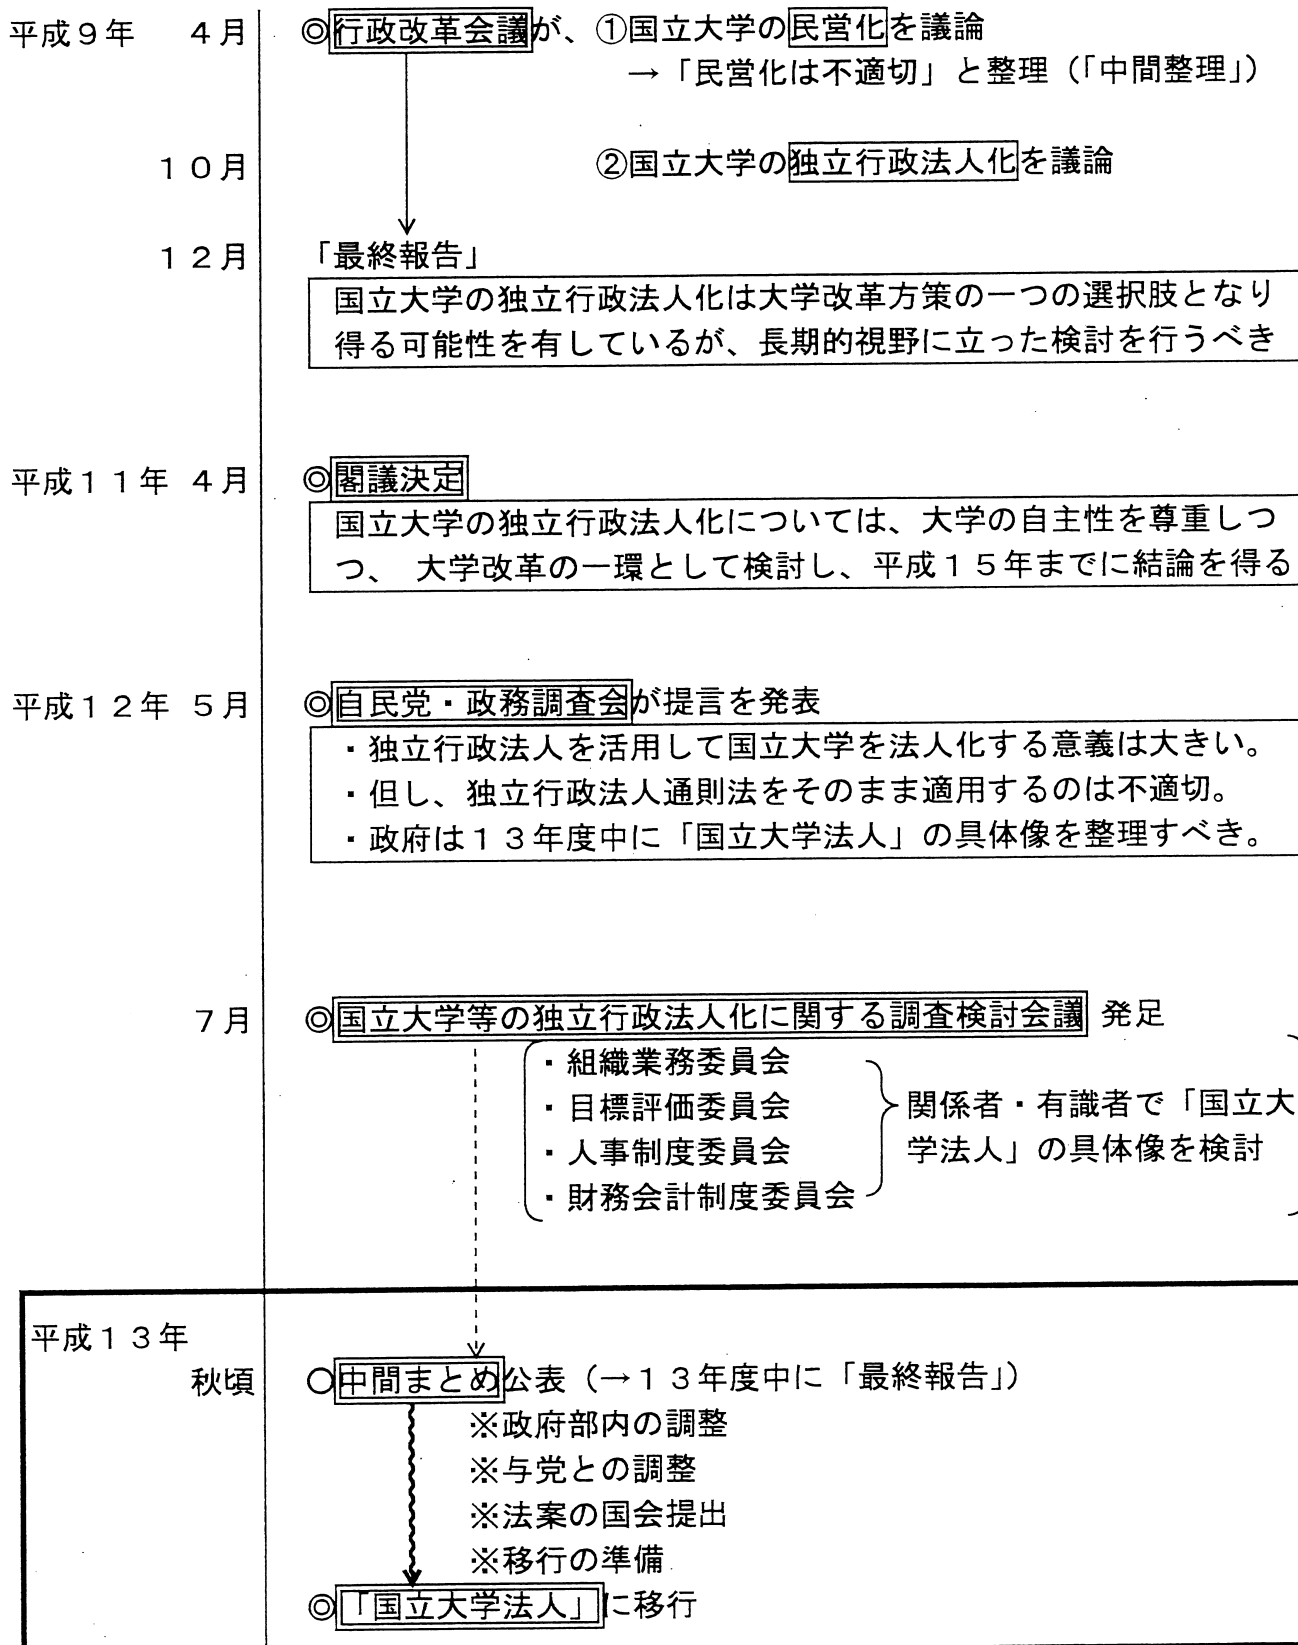 平成９年　４月　◎行政改革会議が、①国立大学の民営化を議論
→「民営化は不適切」と整理（「中間整理」）
１０月　②国立大学の独立行政法人化を議論
１２月　「最終報告」
国立大学の独立行政法人化は大学改革方策の一つの選択肢となり
得る可能性を有しているが、長期的視野に立った検討を行うべき
平成１１年　４月　◎閣議決定
国立大学の独立行政法人化については、大学の自主性を尊重しつ
つ、　大学改革の一環として検討し、平成１５年までに結論を得る
平成１２年　５月　◎自民党・政務調査会が提言を発表
・独立行政法人を活用して国立大学を法人化する意義は大きい。
・但し、独立行政法人通則法をそのまま適用するのは不適切。
・政府は１３年度中に「国立大学法人」の具体像を整理すべき。
７月　◎国立大学等の独立行政法人化に関する調査検討会議　発足
・組織業務委員会
・目標評価委員会
・人事制度委員会
・財務会計制度委員会
関係者・有識者で「国立大
学法人」の具体像を検討
平成１３年
秋頃　○中間まとめ公表（→１３年度中に「最終報告」）
※政府部内の調整
※与党との調整
※法案の国会提出
※移行の準備
◎「国立大学法人」に移行